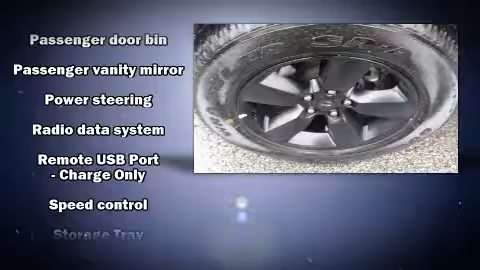 Passenger door bin
Passenger vanity mirror
Power steering
Radio data system
Remote USB Port
- Charge Only
Speed control
Storage Tray